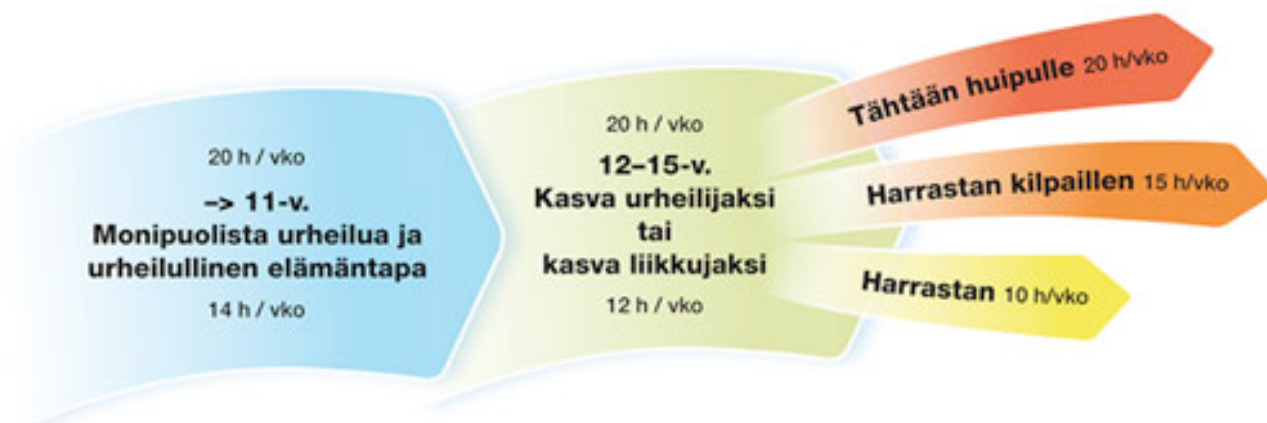 20 h / vko
–> 11-v.
Monipuolista urheilua ja
urheilullinen elämäntapa
14 h / vko
20 h / vko
12–15-v.
Kasva urheilijaksi
tai
kasva liikkujaksi
12 h / vko
Tähtään huipulle 20 h/vko
Harrastan kilpaillen 15 h/vko
Harrastan 10 h/vko